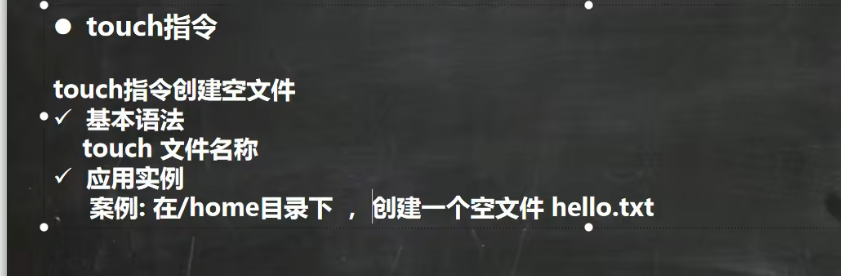 ● touch指令
touch指令创建空文件
✓ 基本语法
touch 文件名称
✓ 应用实例
案例: 在/home目录下 ， 创建一个空文件 hello.txt